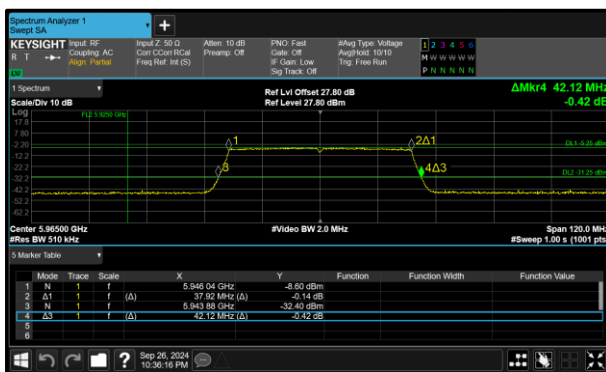 Spectrum Analyzer 1
Swept SA
KEYSIGHT Input: RF Input Z: 50 Ω Atten: 10 dB PNO: Fast #Avg Type: Voltage 1 2 3 4 5 6
R T Coupling: AC Corr CCorr RCal Preamp: Off Gate: Off Avg|Hold: 10/10 M W W W W W
Align: Partial Freq Ref: Int (S) IF Gain: Low Trig: Free Run P N N N N N
Sig Track: Off
1 Spectrum Ref Lvl Offset 27.80 dB ΔMkr4 42.12 MHz
Scale/Div 10 dB Ref Level 27.80 dBm -0.42 dB
Log
FL2 5.9250 GHz
17.8
7.80
-2.20
1
2Δ1
DL1 -5.25 dBm
-12.2
-22.2
3
4Δ3
DL2 -31.25 dBm
-32.2
-42.2
-52.2
-62.2
Center 5.96500 GHz #Video BW 2.0 MHz Span 120.0 MHz
#Res BW 510 kHz #Sweep 1.00 s (1001 pts
5 Marker Table
Mode Trace Scale X Y Function Function Width Function Value
1 N 1 f 5.946 04 GHz -8.60 dBm
2 Δ1 1 f (Δ) 37.92 MHz (Δ) -0.14 dB
3 N 1 f 5.943 88 GHz -32.40 dBm
4 Δ3 1 f (Δ) 42.12 MHz (Δ) -0.42 dB
5
6
? Sep 26, 2024
10:36:16 PM